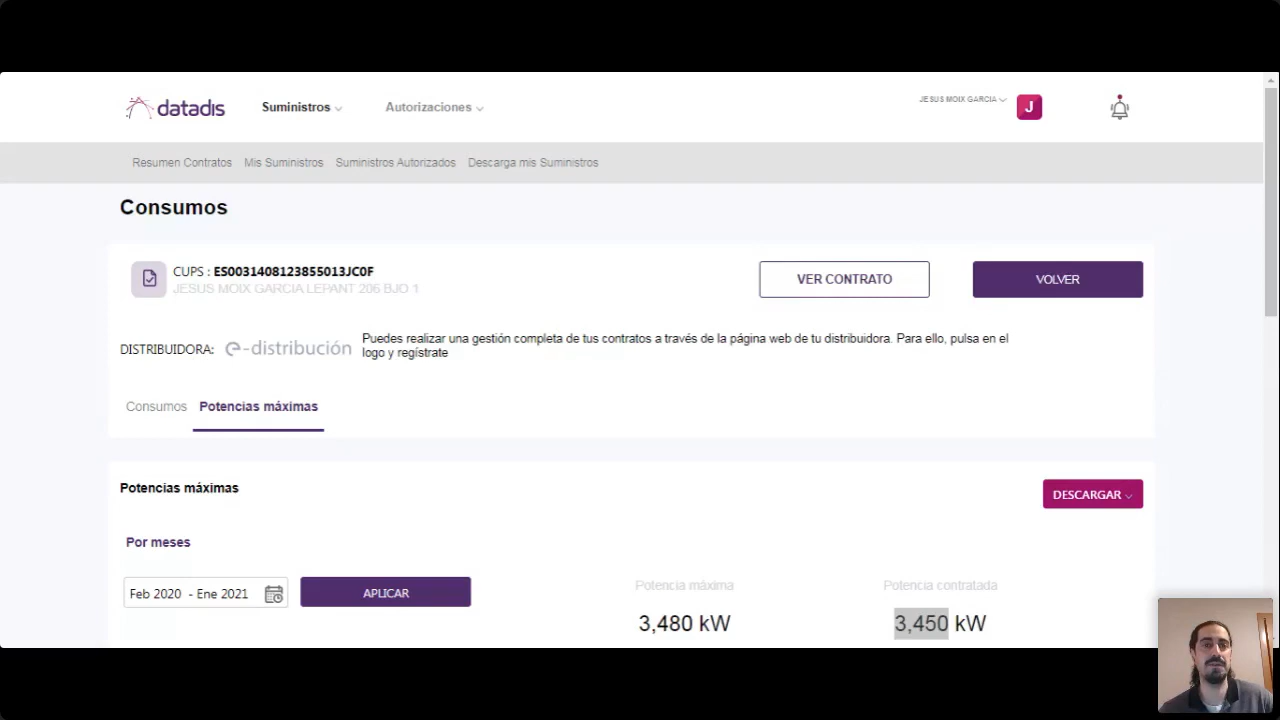 datadis
Suministros
Autorizaciones
JESUS MOIX GARCIA
J
Resumen Contratos
Mis Suministros
Suministros Autorizados
Descarga mis Suministros
Consumos
CUPS : ES0031408123855013JC0F
JESUS MOIX GARCIA LEPANT 206 BJO 1
VER CONTRATO
VOLVER
DISTRIBUIDORA:
e-distribución
Puedes realizar una gestión completa de tus contratos a través de la página web de tu distribuidora. Para ello, pulsa en el
logo y regístrate
Consumos
Potencias máximas
Potencias máximas
DESCARGAR
Por meses
Feb 2020 - Ene 2021
APLICAR
Potencia máxima
3,480 kW
Potencia contratada
3,450 kW